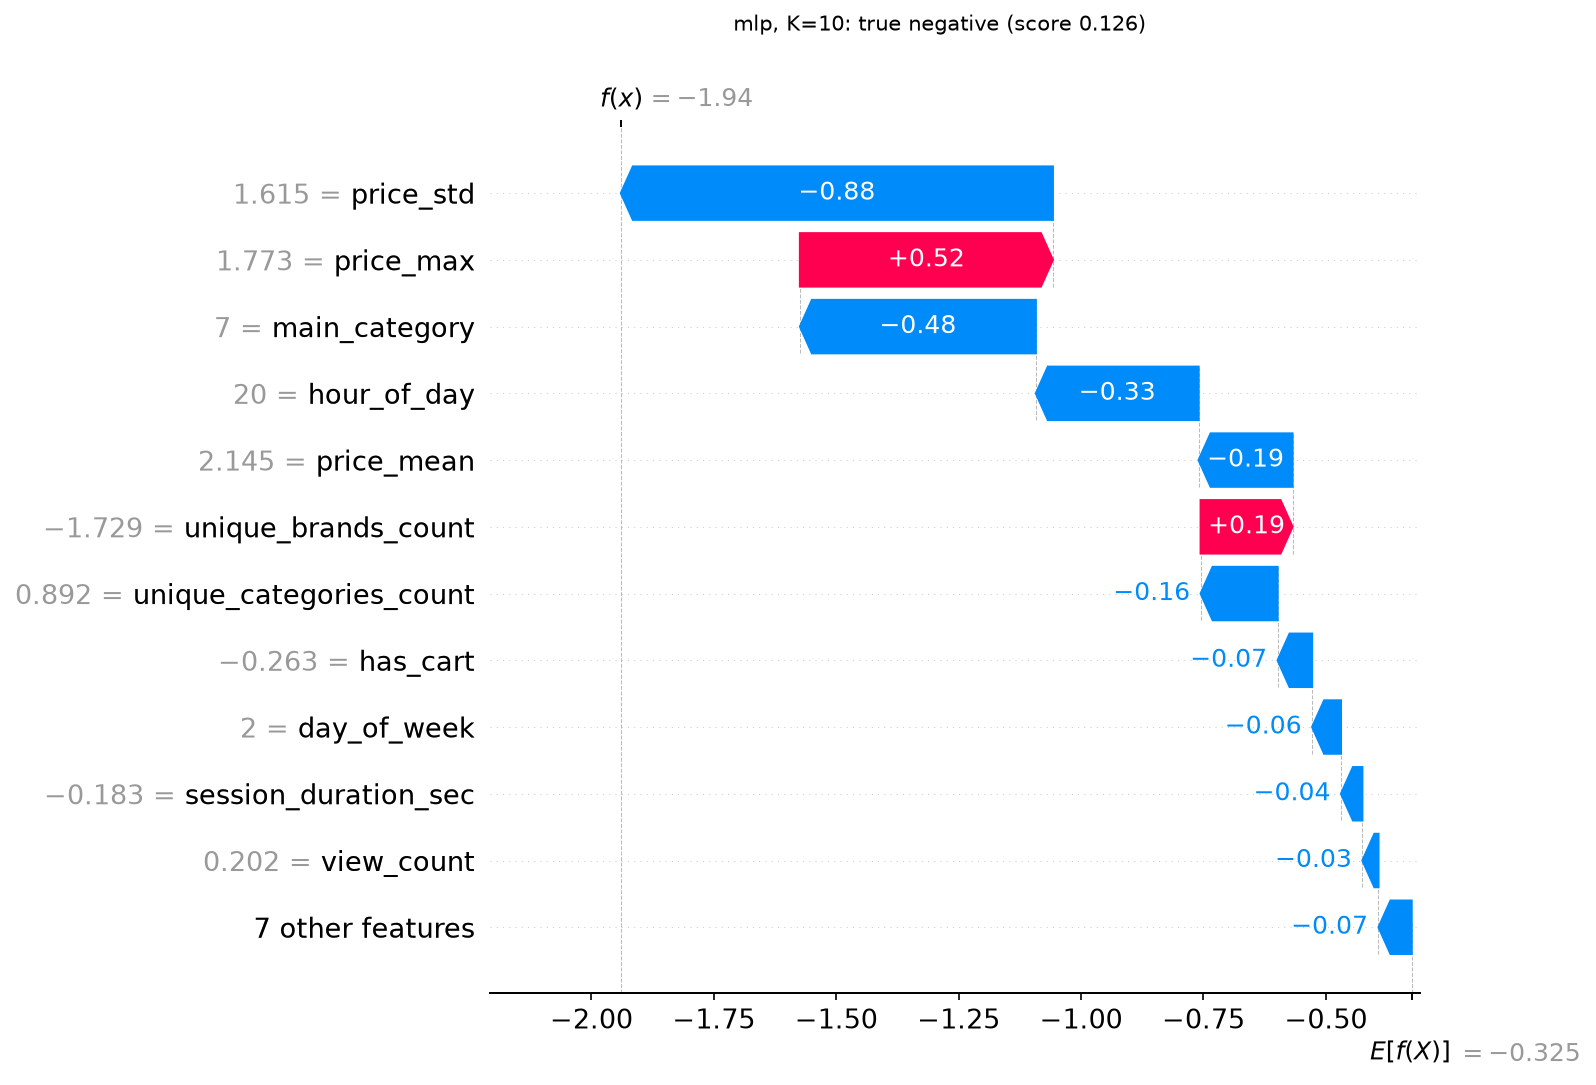 mlp, K=10: true negative (score 0.126)
f(x) = −1.94
1.615 = price_std −0.88
1.773 = price_max +0.52
7 = main_category −0.48
20 = hour_of_day −0.33
2.145 = price_mean −0.19
−1.729 = unique_brands_count +0.19
0.892 = unique_categories_count −0.16
−0.263 = has_cart −0.07
2 = day_of_week −0.06
−0.183 = session_duration_sec −0.04
0.202 = view_count −0.03
7 other features −0.07
−2.00 −1.75 −1.50 −1.25 −1.00 −0.75 −0.50
E[f(X)] = −0.325